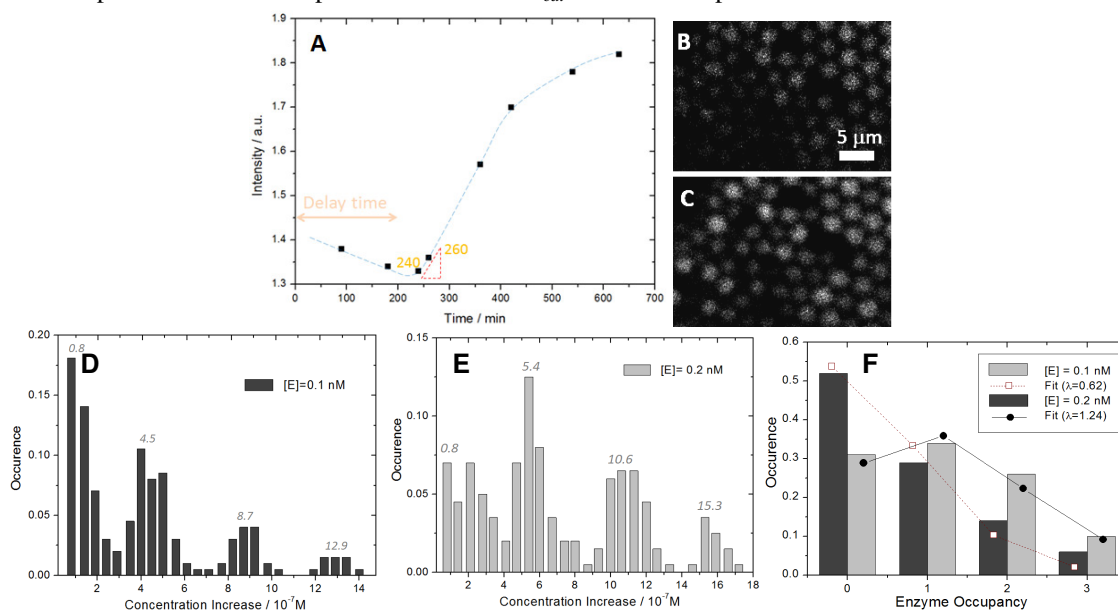 A
Intensity / a.u.
1.9
1.8
1.7
1.6
1.5
1.4
1.3
Delay time
240
260
0 100 200 300 400 500 600 700
Time / min
B
5 μm
C
D
Occurence
0.20
0.15
0.10
0.05
0.00
0.8
4.5
8.7
12.9
[E]=0.1 nM
2 4 6 8 10 12 14
Concentration Increase / 10⁻⁷M
E
Occurence
0.15
0.10
0.05
0.00
0.8
5.4
10.6
15.3
[E]= 0.2 nM
2 4 6 8 10 12 14 16 18
Concentration Increase / 10⁻⁷M
F
Occurence
0.6
0.5
0.4
0.3
0.2
0.1
0.0
[E] = 0.1 nM
Fit (λ=0.62)
[E] = 0.2 nM
Fit (λ=1.24)
0 1 2 3
Enzyme Occupancy